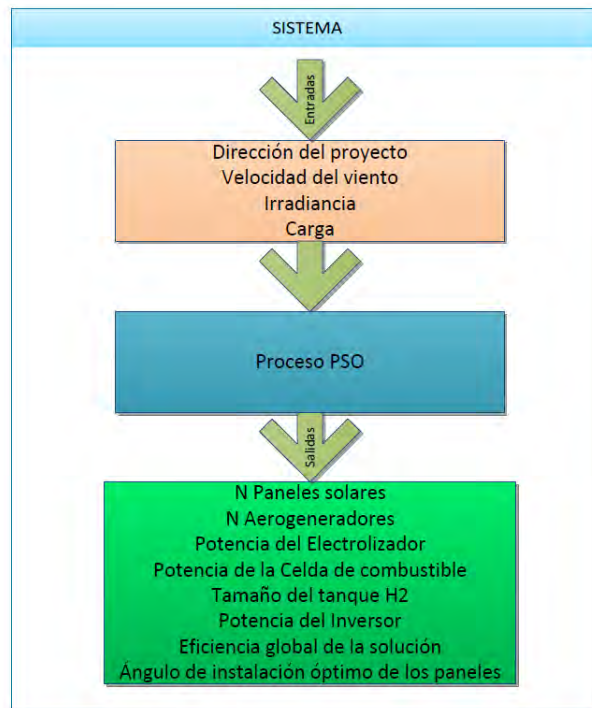 SISTEMA
Entradas
Dirección del proyecto
Velocidad del viento
Irradiancia
Carga
Proceso PSO
Salidas
N Paneles solares
N Aerogeneradores
Potencia del Electrolizador
Potencia de la Celda de combustible
Tamaño del tanque H2
Potencia del Inversor
Eficiencia global de la solución
Ángulo de instalación óptimo de los paneles